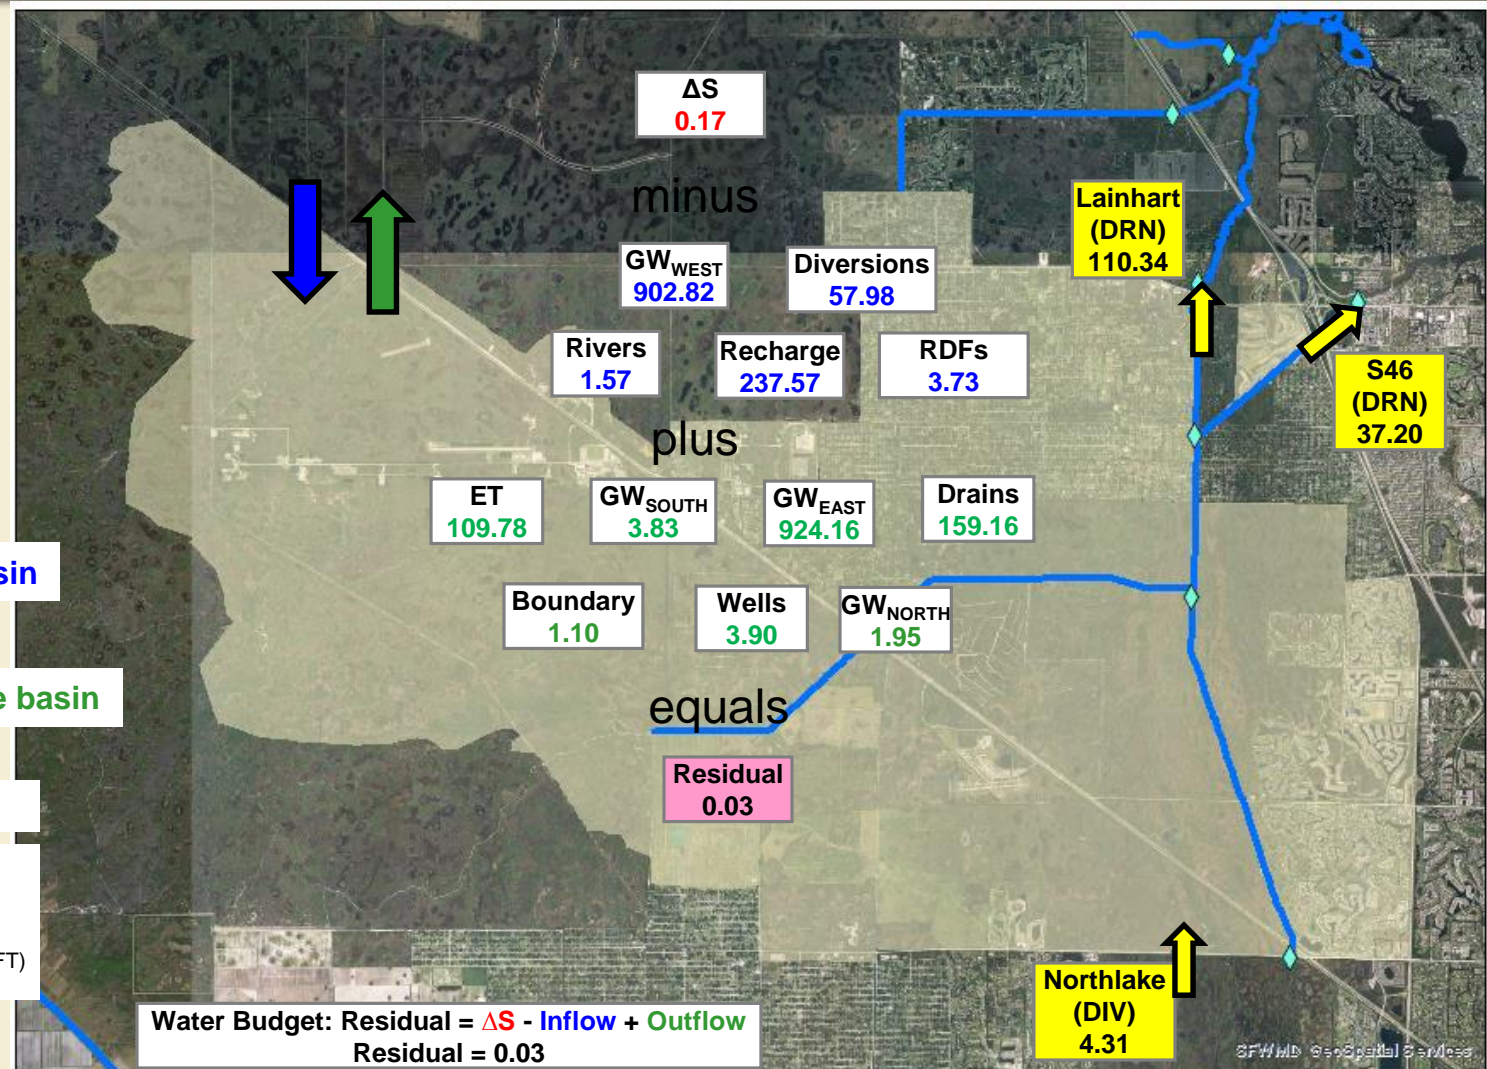 ΔS
0.17
minus
GWWEST
902.82
Diversions
57.98
Rivers
1.57
Recharge
237.57
RDFs
3.73
plus
ET
109.78
GWSOUTH
3.83
GWEAST
924.16
Drains
159.16
Boundary
1.10
Wells
3.90
GWNORTH
1.95
equals
Residual
0.03
Lainhart
(DRN)
110.34
S46
(DRN)
37.20
Northlake
(DIV)
4.31
sin
e basin
FT)
Water Budget: Residual = ΔS - Inflow + Outflow
Residual = 0.03
SFWMD GeoSpatial Services